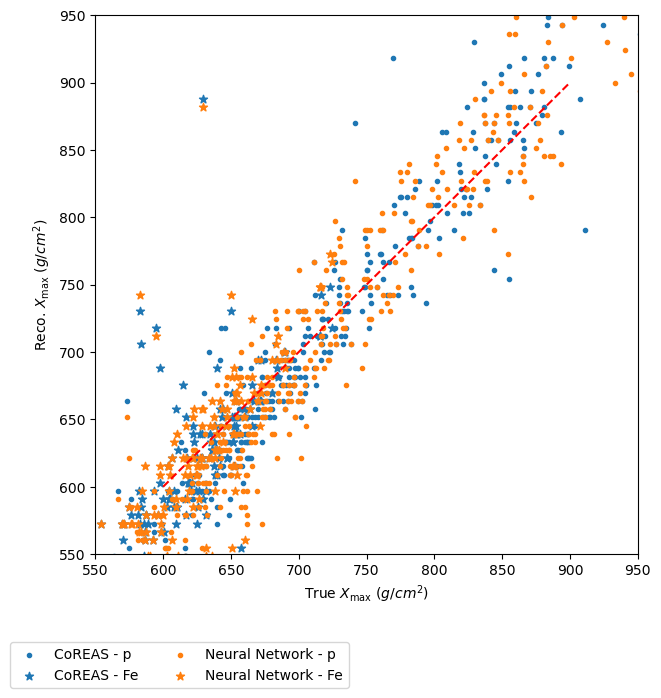 950
900
850
800
750
700
650
600
550
Reco. X_max (g/cm²)
550 600 650 700 750 800 850 900 950
True X_max (g/cm²)
CoREAS - p Neural Network - p
CoREAS - Fe Neural Network - Fe